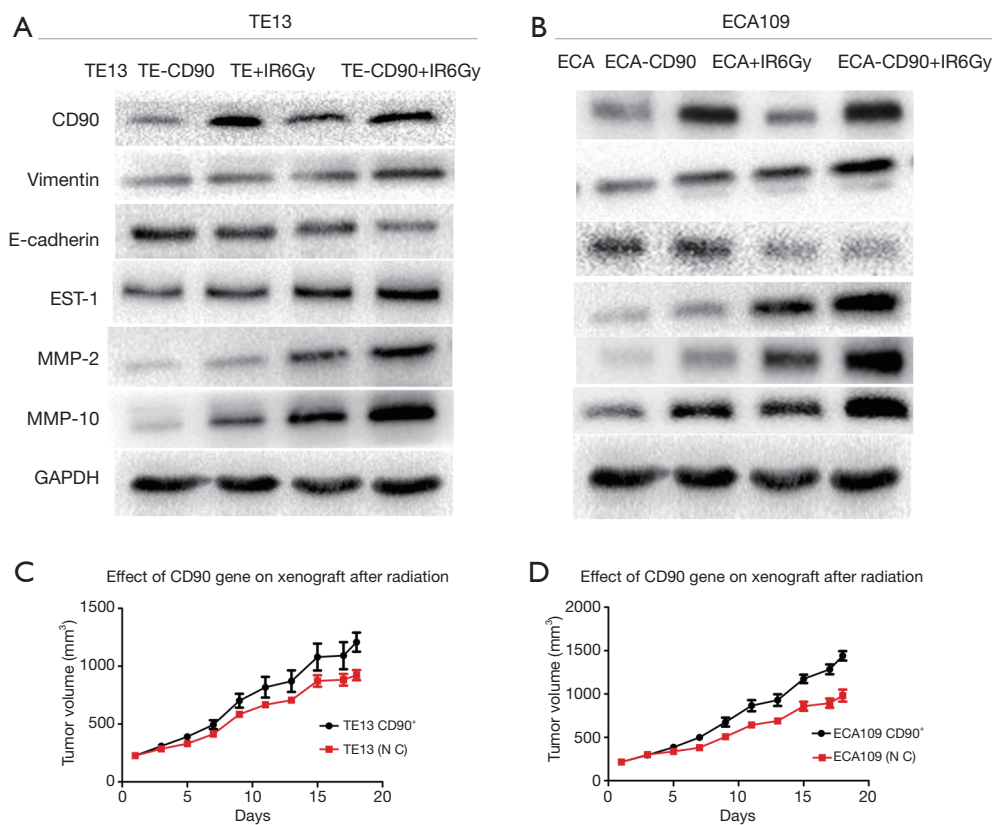 A
TE13
TE13 TE-CD90 TE+IR6Gy TE-CD90+IR6Gy
CD90
Vimentin
E-cadherin
EST-1
MMP-2
MMP-10
GAPDH
B
ECA109
ECA ECA-CD90 ECA+IR6Gy ECA-CD90+IR6Gy
C
Effect of CD90 gene on xenograft after radiation
Tumor volume (mm³)
1500
1000
500
0
0 5 10 15 20
Days
TE13 CD90⁺
TE13 (N C)
D
Effect of CD90 gene on xenograft after radiation
Tumor volume (mm³)
2000
1500
1000
500
0
0 5 10 15 20
Days
ECA109 CD90⁺
ECA109 (N C)